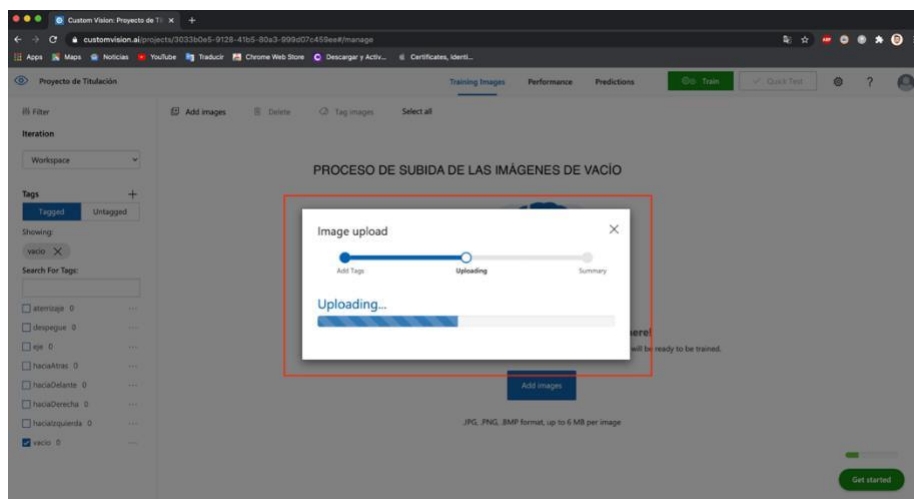 Custom Vision: Proyecto de Ti
customvision.ai/projects/3033b0e5-9128-41b5-80a3-999d07c459ee#/manage
Apps Maps Noticias YouTube Traducir Chrome Web Store Descargar y Activ... Certificates, Identi...
Proyecto de Titulación Training Images Performance Predictions Train Quick Test ?
Filter Add images Delete Tag images Select all
Iteration
Workspace
PROCESO DE SUBIDA DE LAS IMÁGENES DE VACÍO
Tags
Tagged Untagged
Showing:
vacio
Search For Tags:
Image upload
Add Tags Uploading Summary
Uploading...
here!
will be ready to be trained.
aterrizaje 0
despegue 0
eje 0
haciaAtras 0
haciaDelante 0
haciaDerecha 0
haciaIzquierda 0
vacio 0
Add images
.JPG, .PNG, .BMP format, up to 6 MB per image
Get started